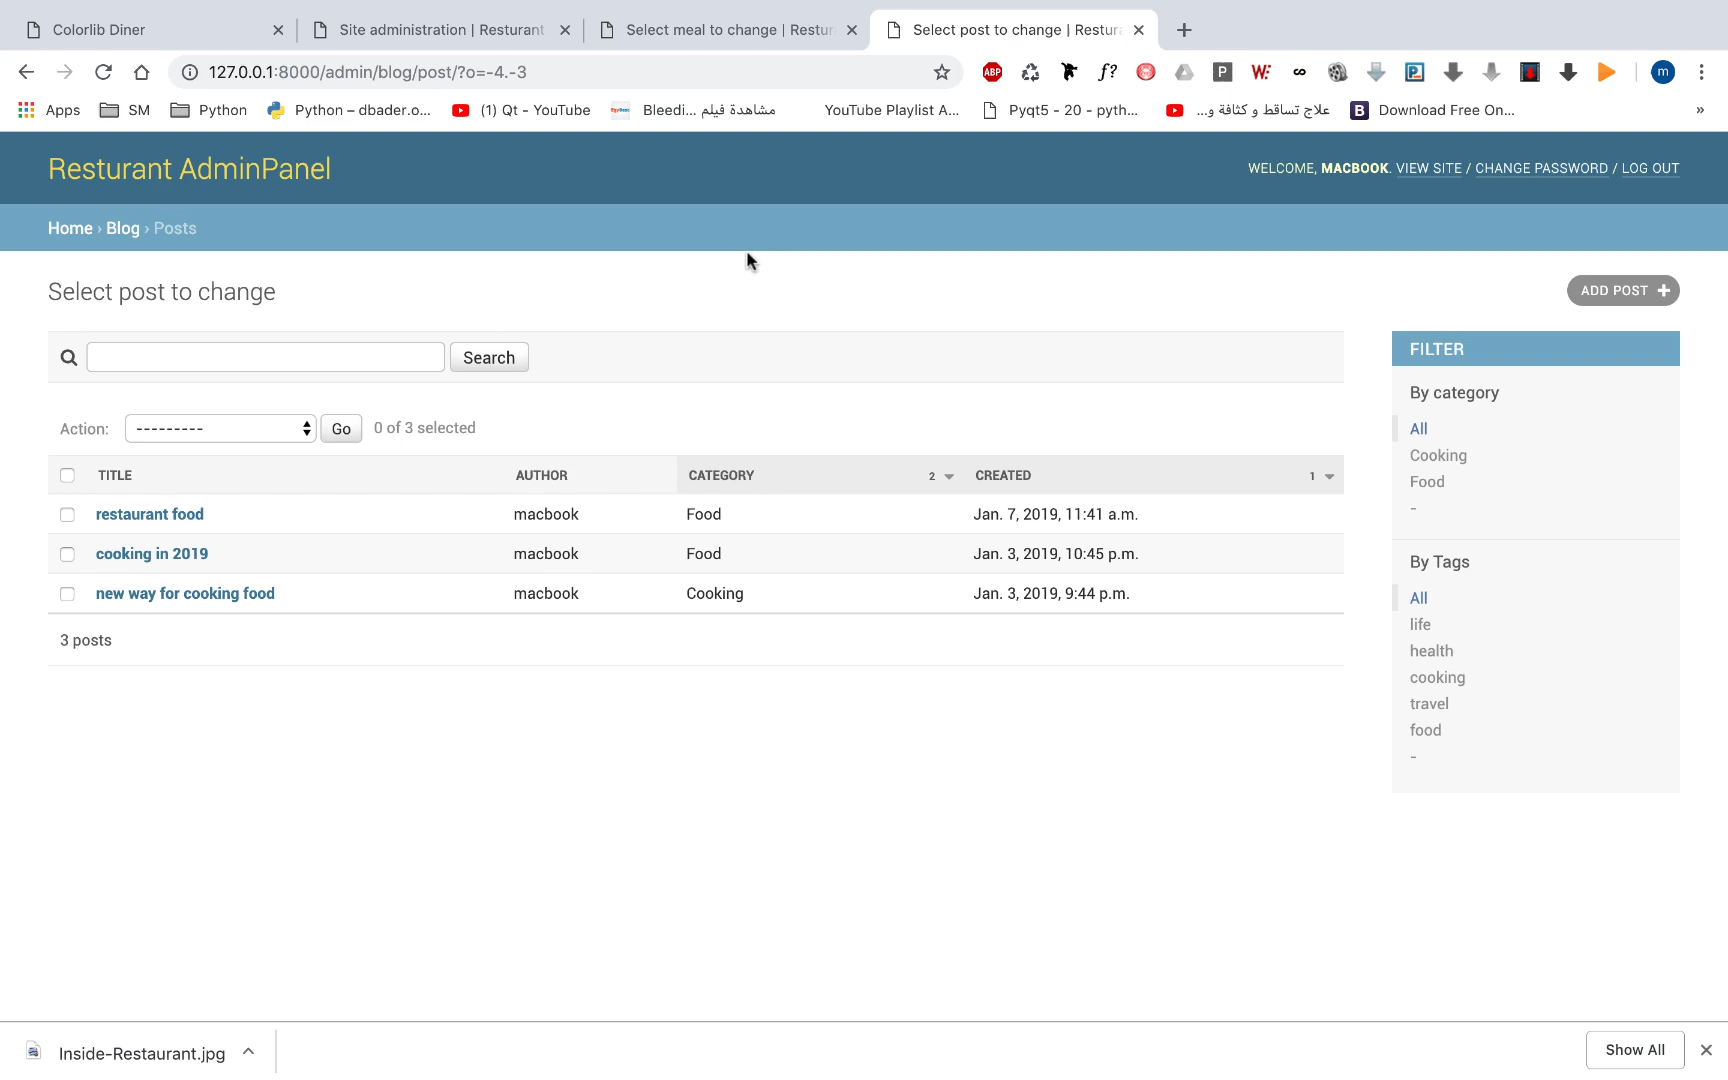 Colorlib Diner
Site administration | Resturant
Select meal to change | Restur
Select post to change | Restura
127.0.0.1:8000/admin/blog/post/?o=-4.-3
ABP
f?
P
W
m
Apps
SM
Python
Python – dbader.o...
(1) Qt - YouTube
Bleedi... مشاهدة فيلم
YouTube Playlist A...
Pyqt5 - 20 - pyth...
علاج تساقط و كثافة و...
B
Download Free On...
»
Resturant AdminPanel
WELCOME, MACBOOK. VIEW SITE / CHANGE PASSWORD / LOG OUT
Home › Blog › Posts
Select post to change
ADD POST +
Search
Action: --------- Go 0 of 3 selected
TITLE AUTHOR CATEGORY 2 CREATED 1
restaurant food macbook Food Jan. 7, 2019, 11:41 a.m.
cooking in 2019 macbook Food Jan. 3, 2019, 10:45 p.m.
new way for cooking food macbook Cooking Jan. 3, 2019, 9:44 p.m.
3 posts
FILTER
By category
All
Cooking
Food
-
By Tags
All
life
health
cooking
travel
food
-
Inside-Restaurant.jpg
Show All